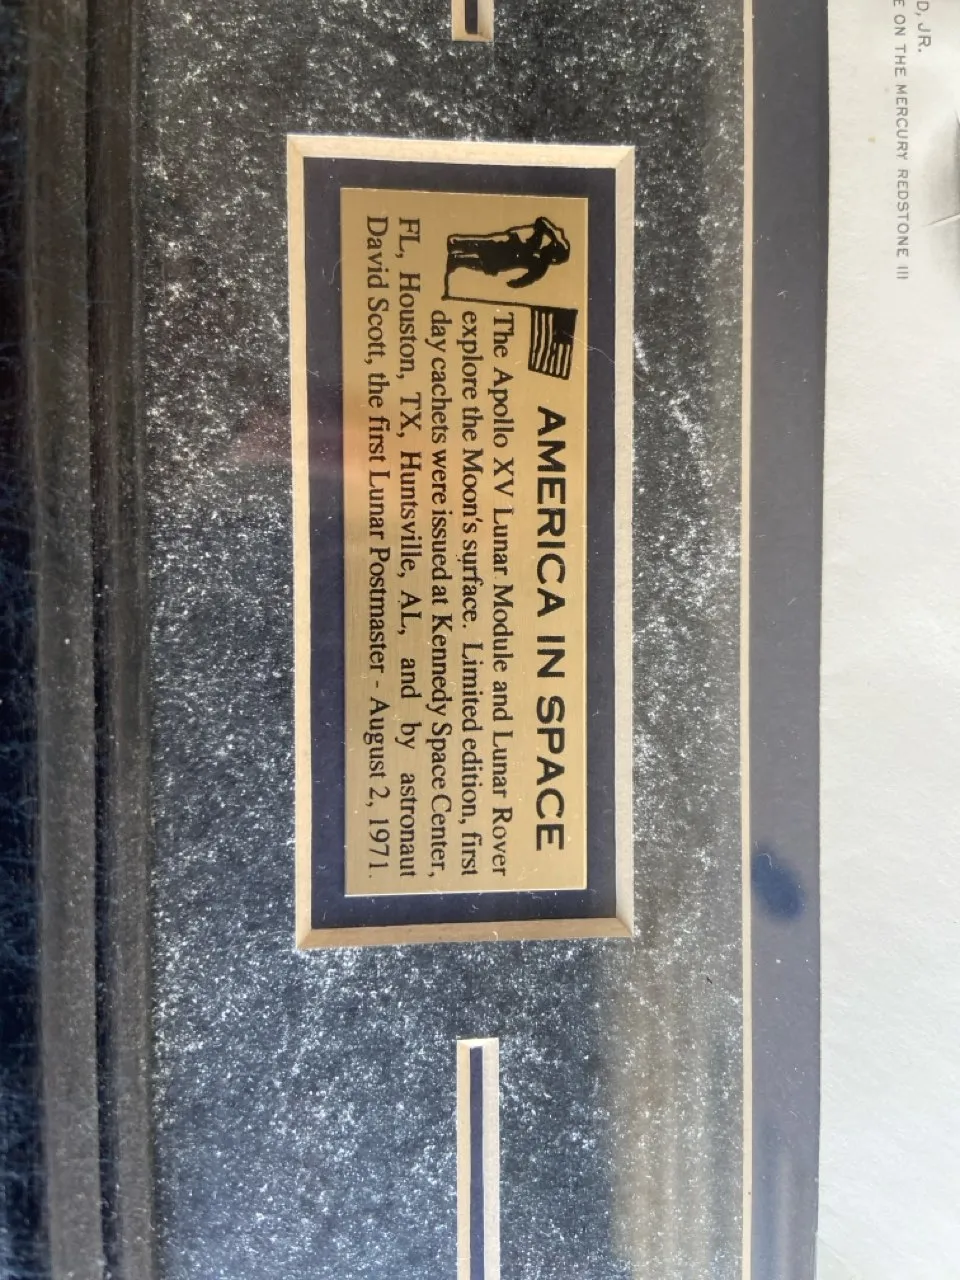 D, JR.
E ON THE MERCURY REDSTONE III
AMERICA IN SPACE
The Apollo XV Lunar Module and Lunar Rover
explore the Moon's surface. Limited edition, first
day cachets were issued at Kennedy Space Center,
FL, Houston, TX, Huntsville, AL, and by astronaut
David Scott, the first Lunar Postmaster - August 2, 1971.